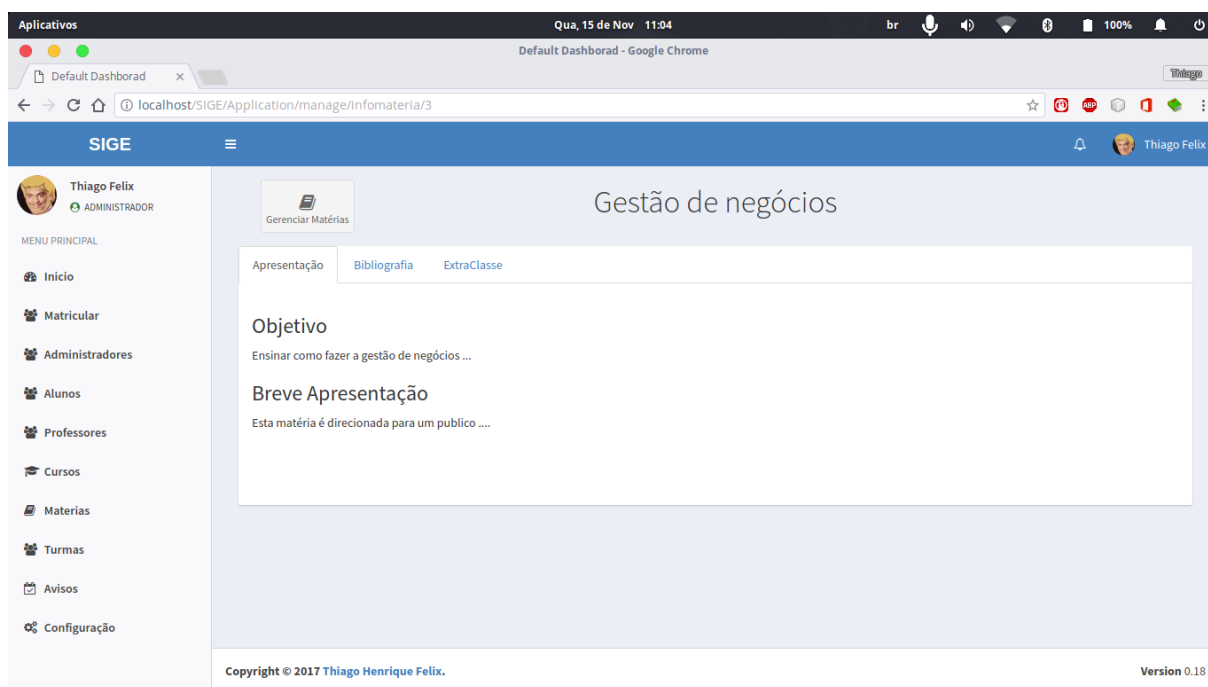 Aplicativos Qua, 15 de Nov 11:04 br 100%
Default Dashborad - Google Chrome
Default Dashborad Thiago
localhost/SIGE/Application/manage/infomateria/3 ABP
SIGE Thiago Felix
Thiago Felix
ADMINISTRADOR
MENU PRINCIPAL
Inicio
Matricular
Administradores
Alunos
Professores
Cursos
Materias
Turmas
Avisos
Configuração
Gerenciar Matérias
Gestão de negócios
Apresentação Bibliografia ExtraClasse
Objetivo
Ensinar como fazer a gestão de negócios ...
Breve Apresentação
Esta matéria é direcionada para um publico ....
Copyright © 2017 Thiago Henrique Felix. Version 0.18